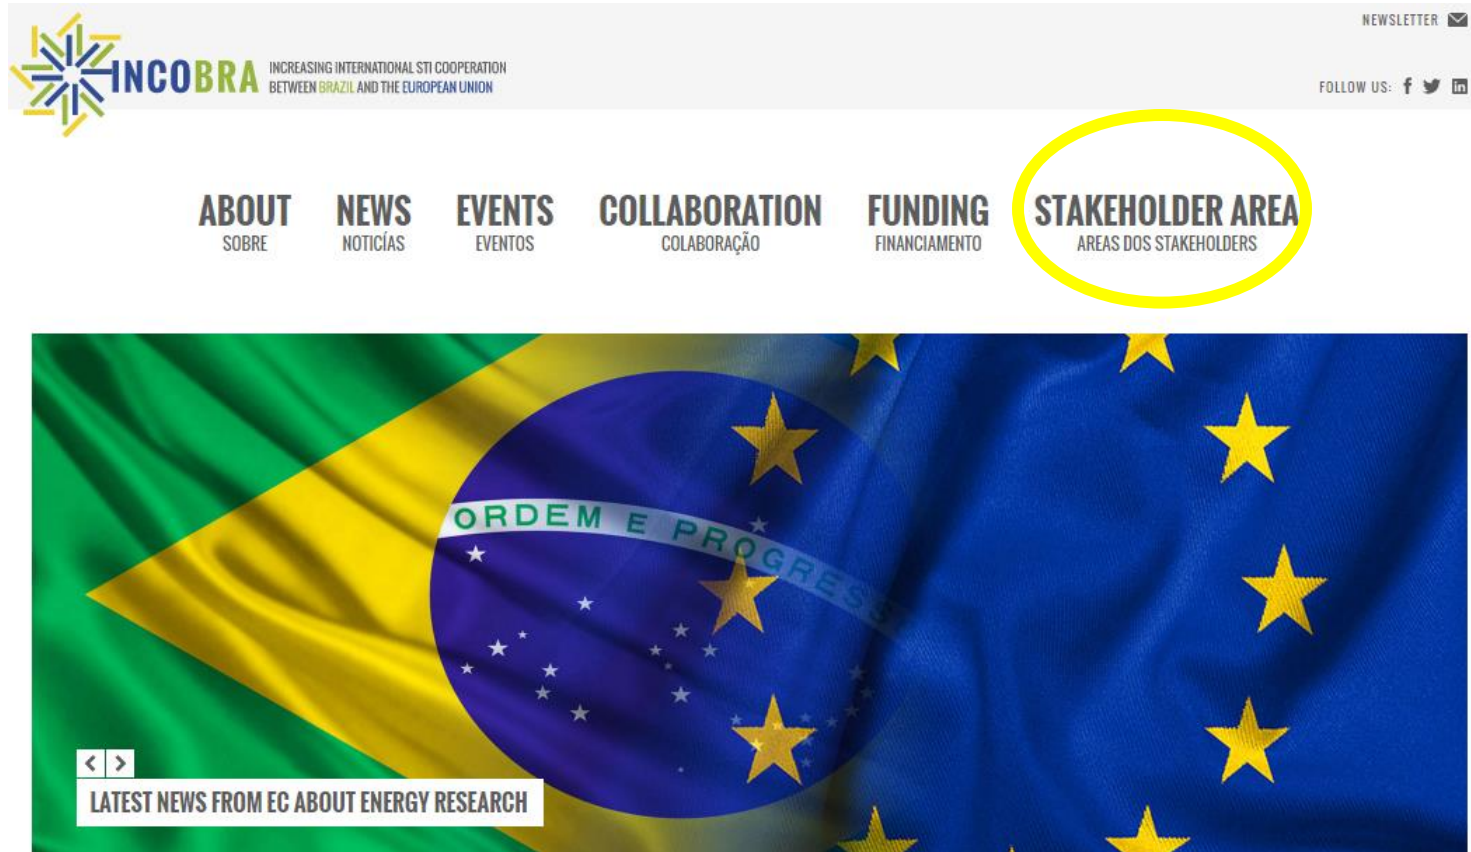 NEWSLETTER
INCOBRA
INCREASING INTERNATIONAL STI COOPERATION
BETWEEN BRAZIL AND THE EUROPEAN UNION
FOLLOW US:
ABOUT NEWS EVENTS COLLABORATION FUNDING STAKEHOLDER AREA
SOBRE NOTICÍAS EVENTOS COLABORAÇÃO FINANCIAMENTO AREAS DOS STAKEHOLDERS
ORDEM E PROGRESS
LATEST NEWS FROM EC ABOUT ENERGY RESEARCH